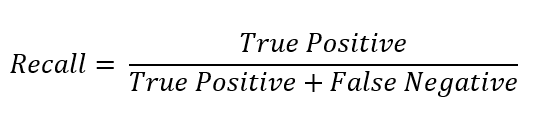 Recall = True Positive / True Positive + False Negative